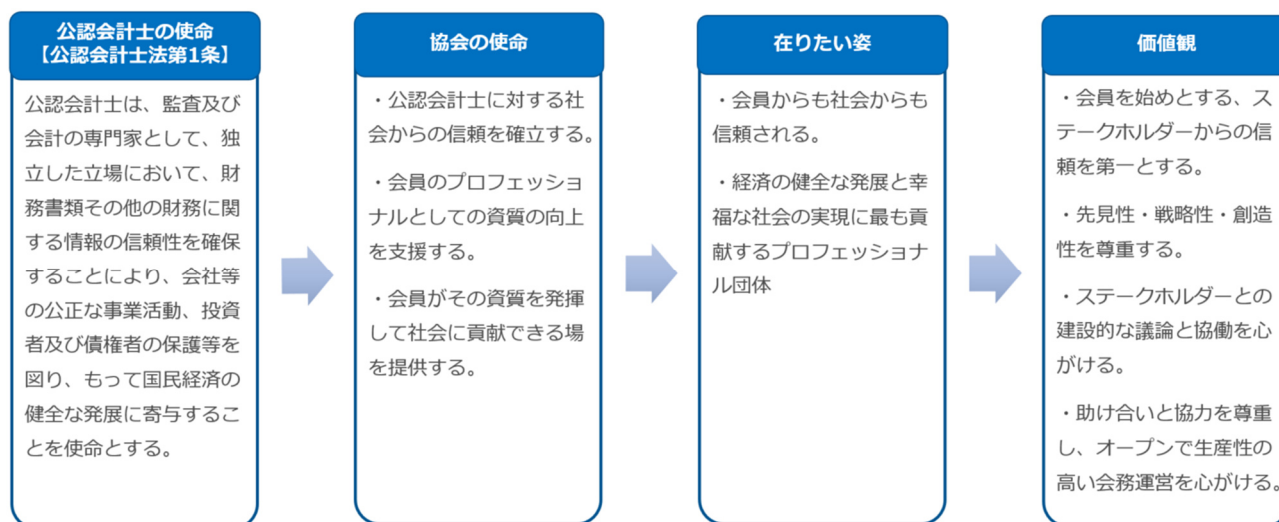 公認会計士の使命
【公認会計士法第1条】
公認会計士は、監査及び
会計の専門家として、独
立した立場において、財
務書類その他の財務に関
する情報の信頼性を確保
することにより、会社等
の公正な事業活動、投資
者及び債権者の保護等を
図り、もって国民経済の
健全な発展に寄与するこ
とを使命とする。
協会の使命
・公認会計士に対する社
会からの信頼を確立する。
・会員のプロフェッショ
ナルとしての資質の向上
を支援する。
・会員がその資質を発揮
して社会に貢献できる場
を提供する。
在りたい姿
・会員からも社会からも
信頼される。
・経済の健全な発展と幸
福な社会の実現に最も貢
献するプロフェッショナ
ル団体
価値観
・会員を始めとする、ス
テークホルダーからの信
頼を第一とする。
・先見性・戦略性・創造
性を尊重する。
・ステークホルダーとの
建設的な議論と協働を心
がける。
・助け合いと協力を尊重
し、オープンで生産性の
高い会務運営を心がける。